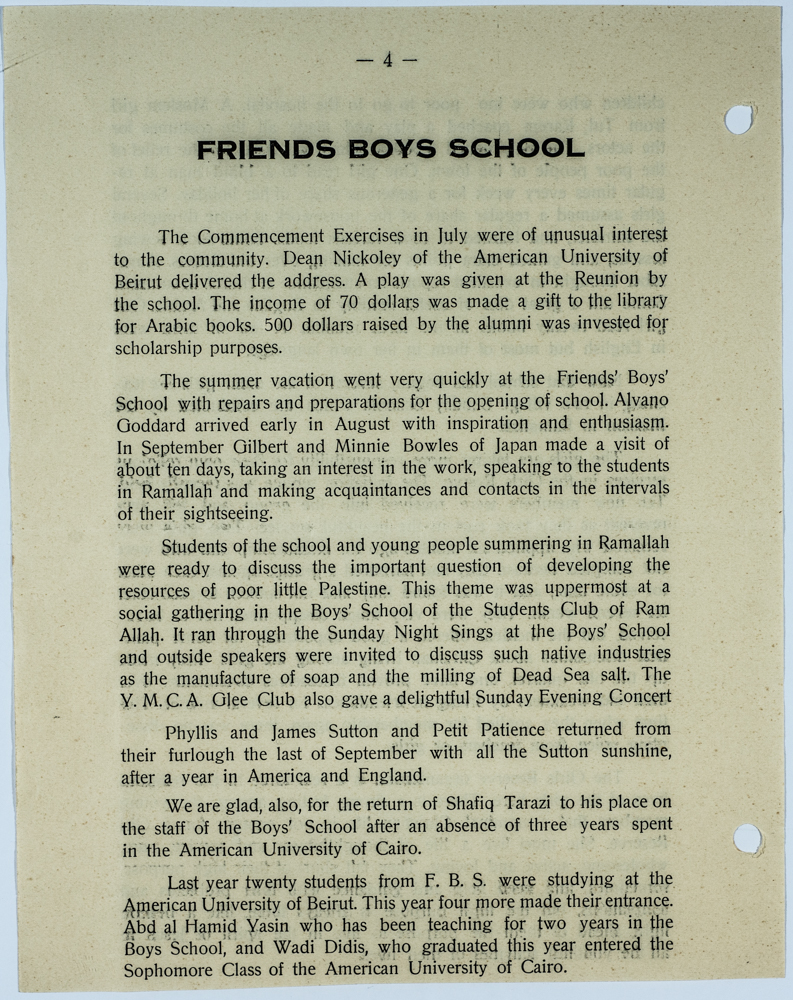 — 4 —
FRIENDS BOYS SCHOOL
The Commencement Exercises in July were of unusual interest
to the community. Dean Nickoley of the American University of
Beirut delivered the address. A play was given at the Reunion by
the school. The income of 70 dollars was made a gift to the library
for Arabic books. 500 dollars raised by the alumni was invested for
scholarship purposes.
The summer vacation went very quickly at the Friends' Boys'
School with repairs and preparations for the opening of school. Alvano
Goddard arrived early in August with inspiration and enthusiasm.
In September Gilbert and Minnie Bowles of Japan made a visit of
about ten days, taking an interest in the work, speaking to the students
in Ramallah and making acquaintances and contacts in the intervals
of their sightseeing.
Students of the school and young people summering in Ramallah
were ready to discuss the important question of developing the
resources of poor little Palestine. This theme was uppermost at a
social gathering in the Boys' School of the Students Club of Ram
Allah. It ran through the Sunday Night Sings at the Boys' School
and outside speakers were invited to discuss such native industries
as the manufacture of soap and the milling of Dead Sea salt. The
Y. M. C. A. Glee Club also gave a delightful Sunday Evening Concert
Phyllis and James Sutton and Petit Patience returned from
their furlough the last of September with all the Sutton sunshine,
after a year in America and England.
We are glad, also, for the return of Shafiq Tarazi to his place on
the staff of the Boys' School after an absence of three years spent
in the American University of Cairo.
Last year twenty students from F. B. S. were studying at the
American University of Beirut. This year four more made their entrance.
Abd al Hamid Yasin who has been teaching for two years in the
Boys School, and Wadi Didis, who graduated this year entered the
Sophomore Class of the American University of Cairo.